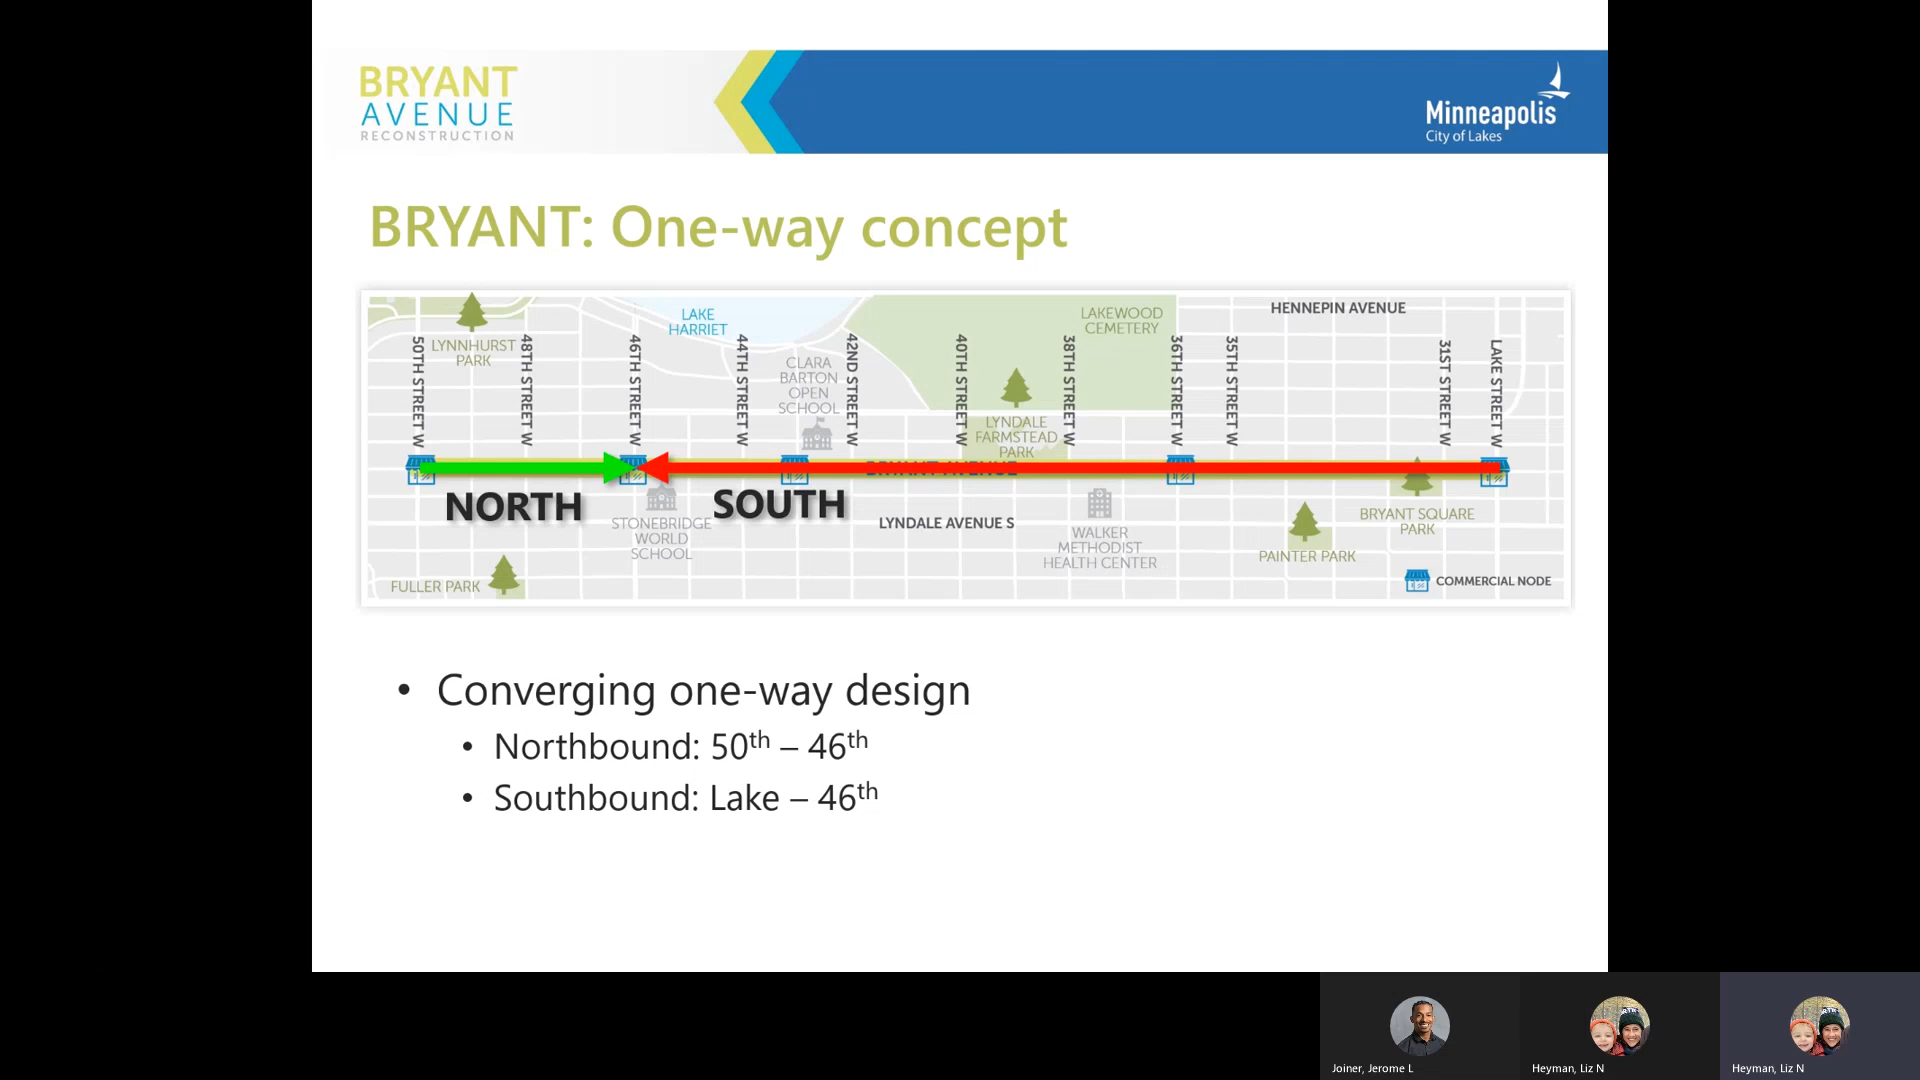 BRYANT
AVENUE
RECONSTRUCTION
Minneapolis
City of Lakes
BRYANT: One-way concept
LAKE
HARRIET
LAKEWOOD
CEMETERY
HENNEPIN AVENUE
LYNNHURST
PARK
50TH STREET W
48TH STREET W
46TH STREET W
44TH STREET W
CLARA
BARTON
OPEN
SCHOOL
42ND STREET W
40TH STREET W
38TH STREET W
36TH STREET W
35TH STREET W
31ST STREET W
LAKE STREET W
LYNDALE
FARMSTEAD
PARK
BRYANT AVENUE
NORTH
SOUTH
STONEBRIDGE
WORLD
SCHOOL
LYNDALE AVENUE S
WALKER
METHODIST
HEALTH CENTER
BRYANT SQUARE
PARK
PAINTER PARK
FULLER PARK
COMMERCIAL NODE
• Converging one-way design
• Northbound: 50th – 46th
• Southbound: Lake – 46th
Joiner, Jerome L
Heyman, Liz N
Heyman, Liz N